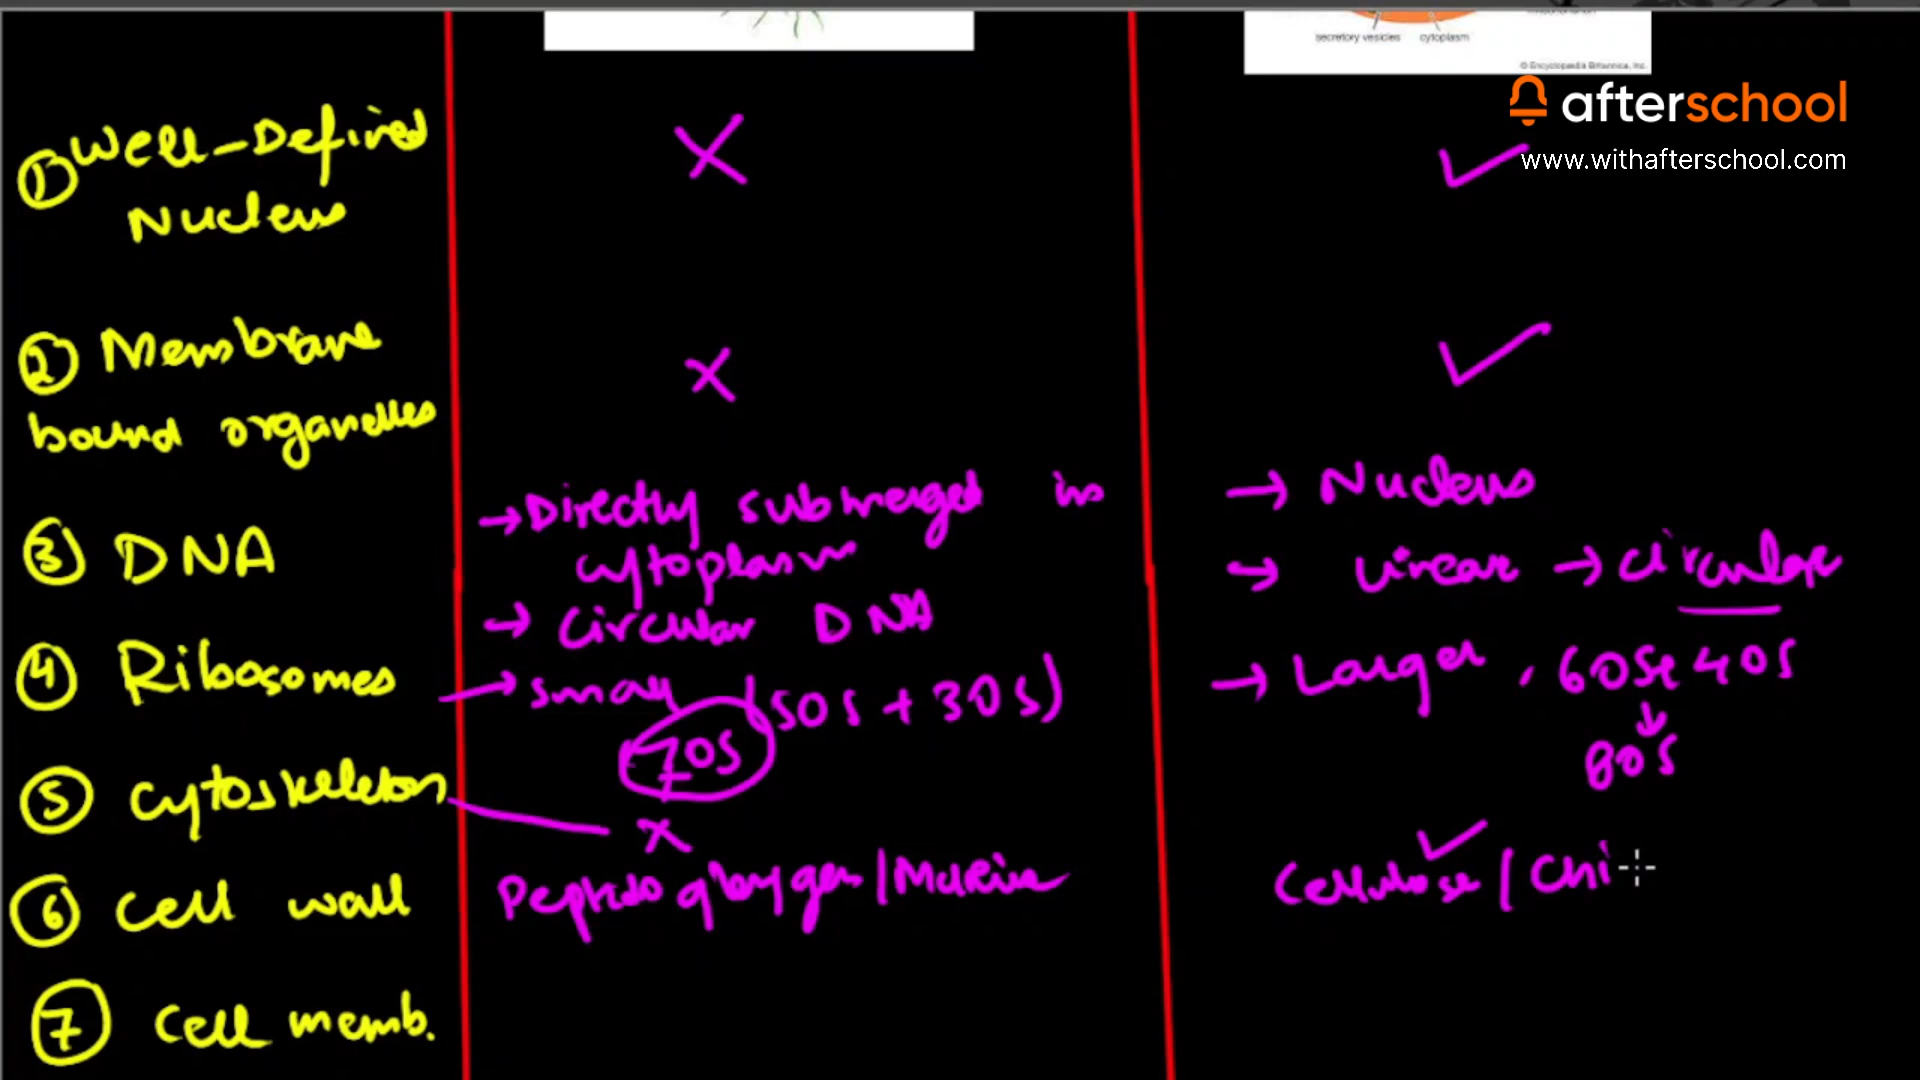 secretory vesicles cytoplasm
© Encyclopædia Britannica, Inc.
afterschool
www.withafterschool.com
① Well-Defined
Nucleus
② Membrane
bound organelles
③ DNA
→ Directly submerged in
cytoplasm
→ Circular DNA
→ Nucleus
→ Linear → circular
④ Ribosomes
→ small (50s + 30s)
70s
→ Larger, 60s & 40s
80s
⑤ Cytoskeleton
⑥ Cell wall
Peptidoglycan/Murein
Cellulose / Chi
⑦ Cell memb.